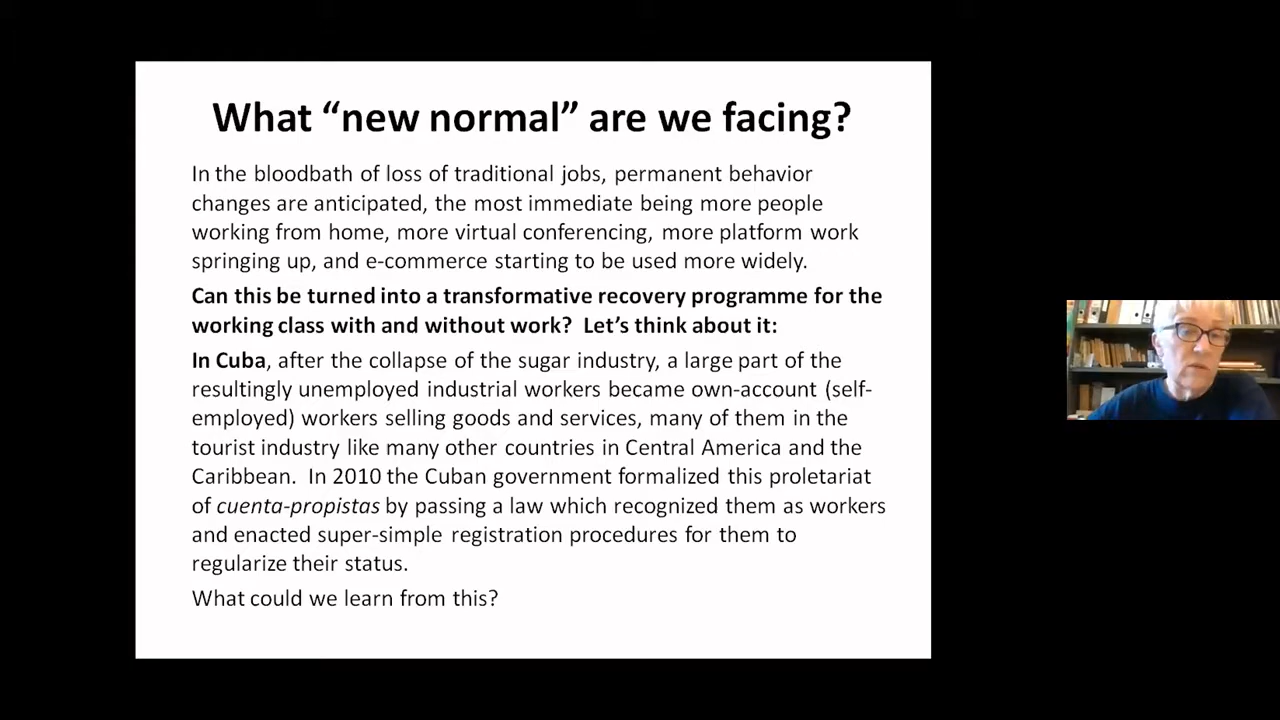 What “new normal” are we facing?
In the bloodbath of loss of traditional jobs, permanent behavior
changes are anticipated, the most immediate being more people
working from home, more virtual conferencing, more platform work
springing up, and e-commerce starting to be used more widely.
Can this be turned into a transformative recovery programme for the
working class with and without work?  Let’s think about it:
In Cuba, after the collapse of the sugar industry, a large part of the
resultingly unemployed industrial workers became own-account (self-
employed) workers selling goods and services, many of them in the
tourist industry like many other countries in Central America and the
Caribbean.  In 2010 the Cuban government formalized this proletariat
of cuenta-propistas by passing a law which recognized them as workers
and enacted super-simple registration procedures for them to
regularize their status.
What could we learn from this?